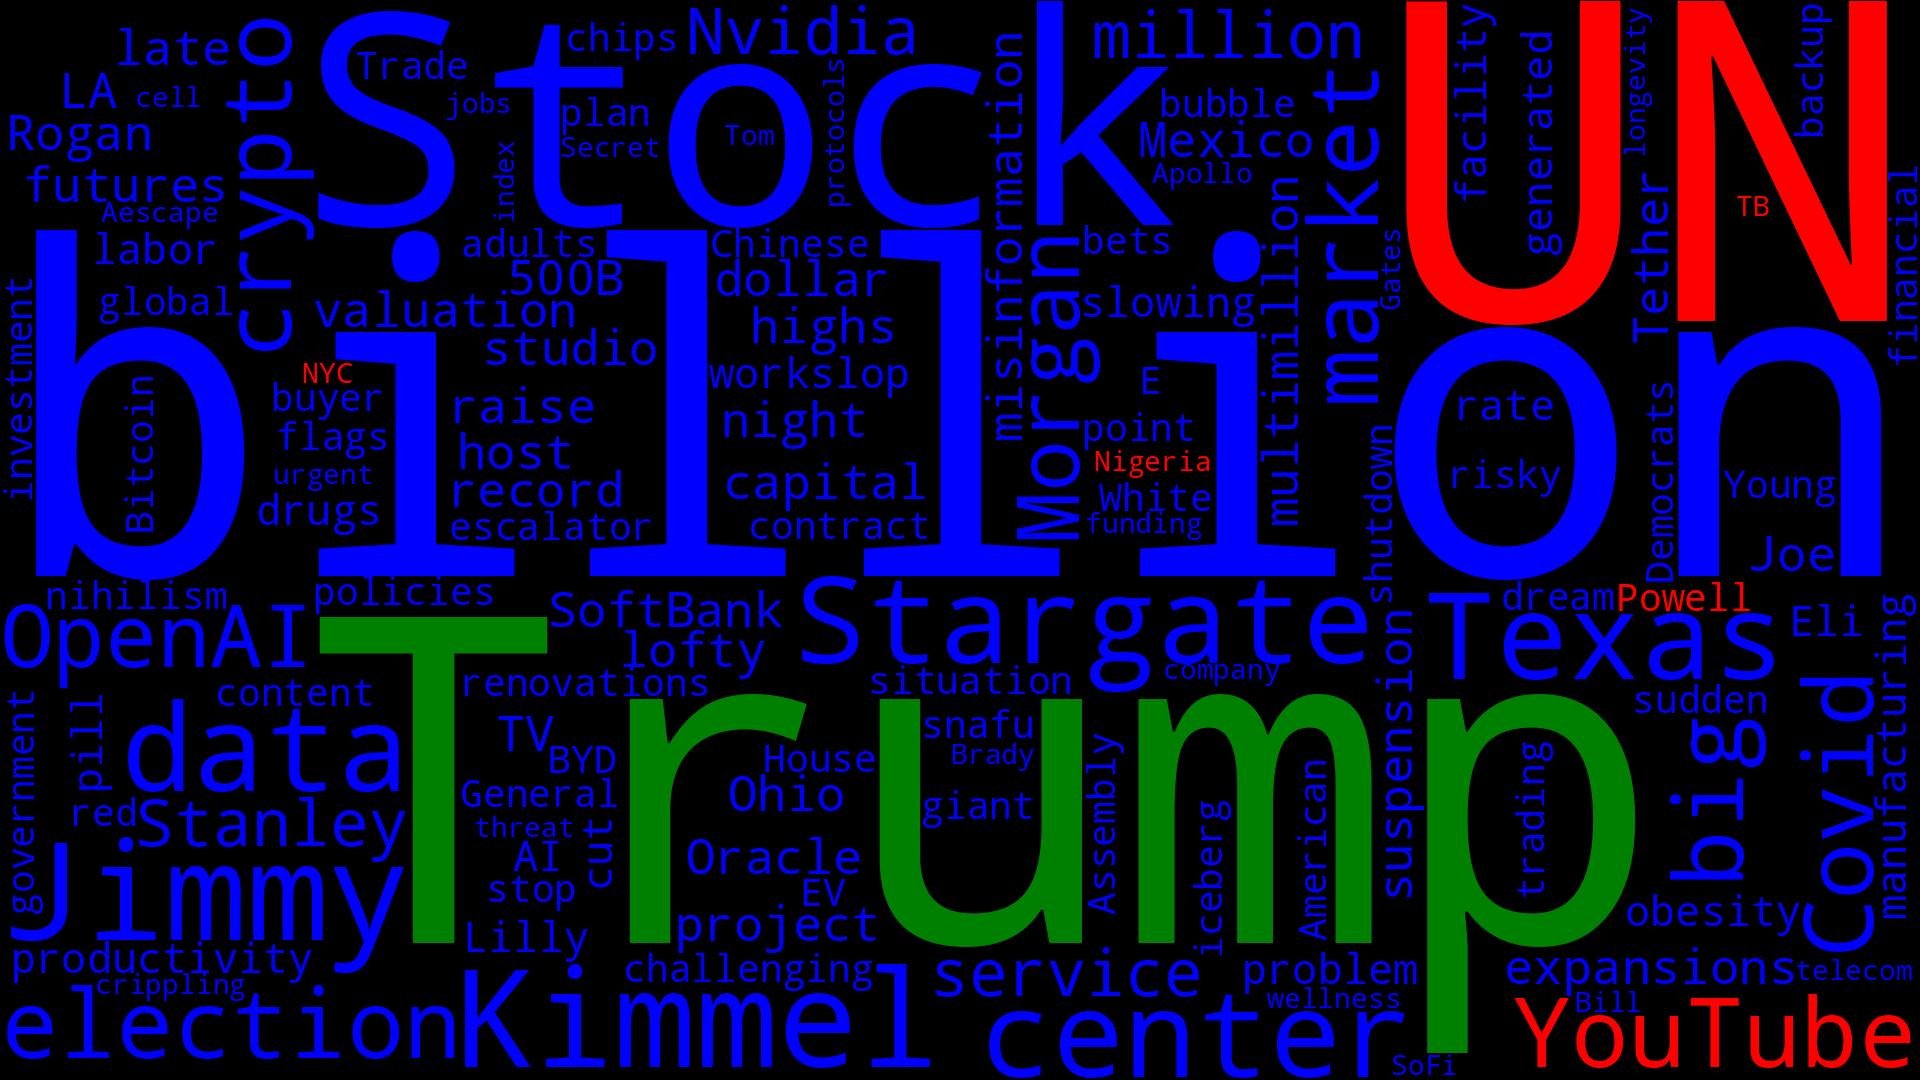 Stock
UN
billion
Trump
late
crypto
Trade
chips
Nvidia
million
facility
generated
longevity
backup
LA
cell
jobs
plan
protocols
misinformation
bubble
market
Rogan
Secret
Tom
Mexico
futures
index
Apollo
TB
Aescape
labor
adults
Chinese
bets
Gates
Tether
financial
500B
dollar
Morgan
multimillion
global
valuation
highs
slowing
investment
studio
NYC
workslop
E
Bitcoin
buyer
raise
night
rate
Democrats
flags
host
point
shutdown
urgent
record
capital
Nigeria
risky
Young
drugs
escalator
contract
White
funding
Joe
nihilism
policies
SoftBank
Stargate
Texas
dream
Powell
Eli
OpenAI
lofty
company
manufacturing
content
renovations
situation
suspension
sudden
government
pill
data
TV
snafu
Assembly
big
Covid
BYD
House
Brady
trading
red
Stanley
General
Ohio
giant
iceberg
American
threat
cut
Jimmy
AI
Oracle
stop
EV
obesity
Lilly
project
productivity
challenging
service
problem
expansions
telecom
crippling
wellness
Bill
election
Kimmel
center
YouTube
SoFi